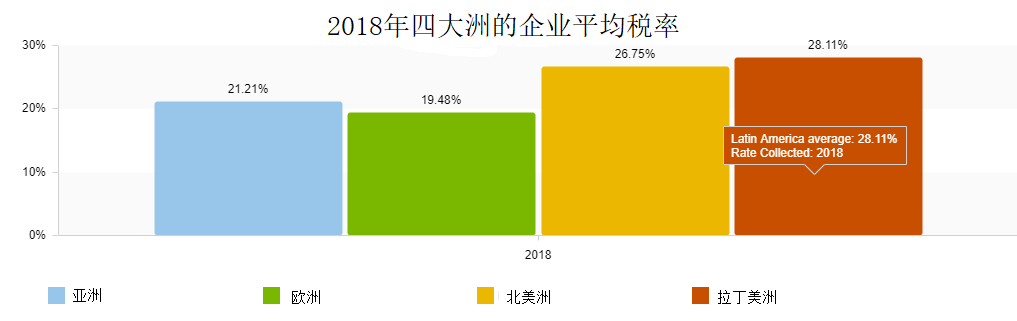 2018年四大洲的企业平均税率
30%
20%
10%
0%
21.21%
19.48%
26.75%
28.11%
Latin America average: 28.11%
Rate Collected: 2018
2018
亚洲
欧洲
北美洲
拉丁美洲